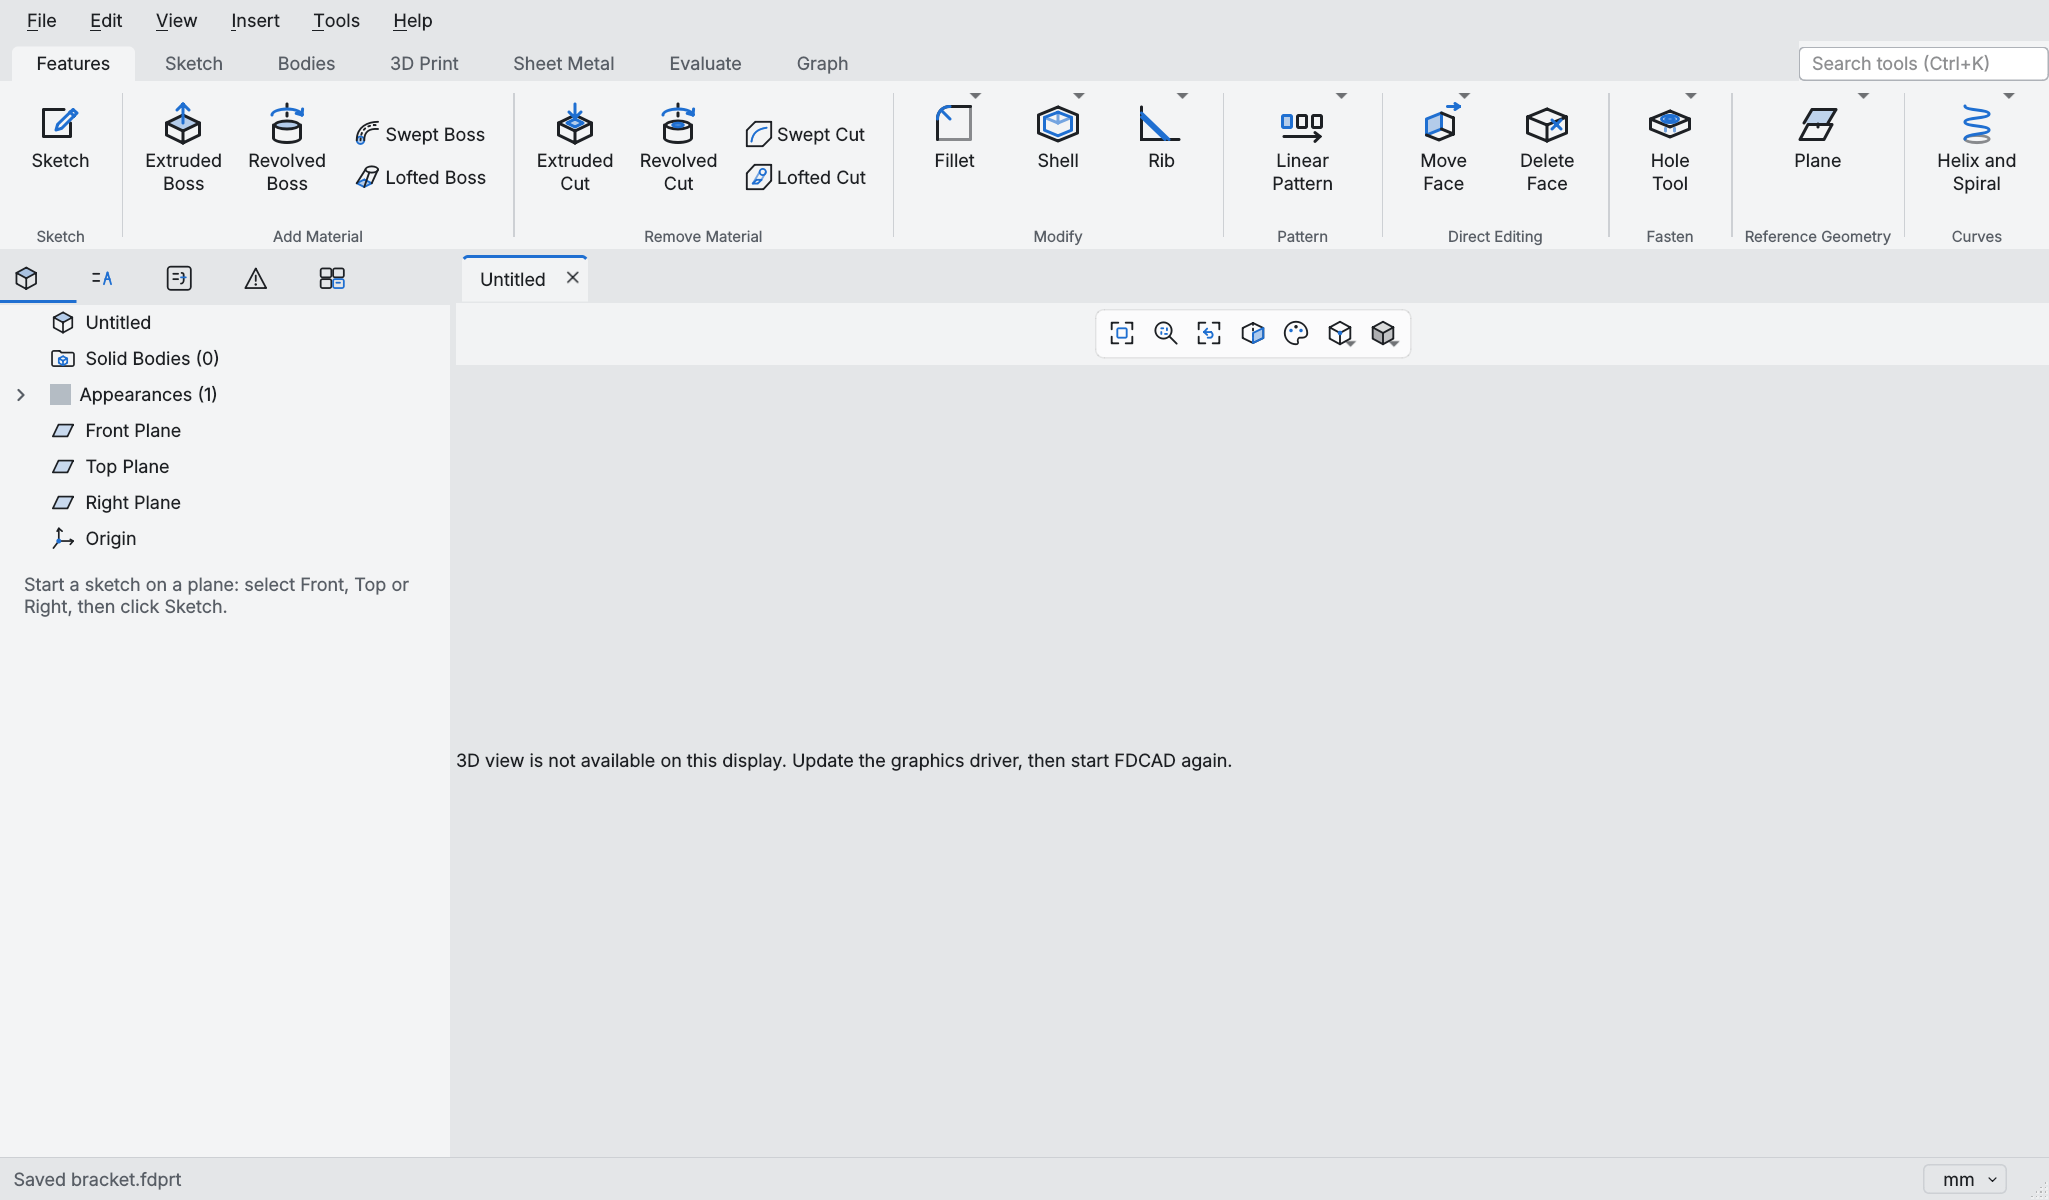 File Edit View Insert Tools Help
Features Sketch Bodies 3D Print Sheet Metal Evaluate Graph
Search tools (Ctrl+K)
Sketch
Sketch
Extruded
Boss
Revolved
Boss
Swept Boss
Lofted Boss
Add Material
Extruded
Cut
Revolved
Cut
Swept Cut
Lofted Cut
Remove Material
Fillet
Shell
Rib
Modify
Linear
Pattern
Pattern
Move
Face
Delete
Face
Direct Editing
Hole
Tool
Fasten
Plane
Reference Geometry
Helix and
Spiral
Curves
Untitled
Solid Bodies (0)
Appearances (1)
Front Plane
Top Plane
Right Plane
Origin
Start a sketch on a plane: select Front, Top or
Right, then click Sketch.
Untitled
3D view is not available on this display. Update the graphics driver, then start FDCAD again.
Saved bracket.fdprt
mm